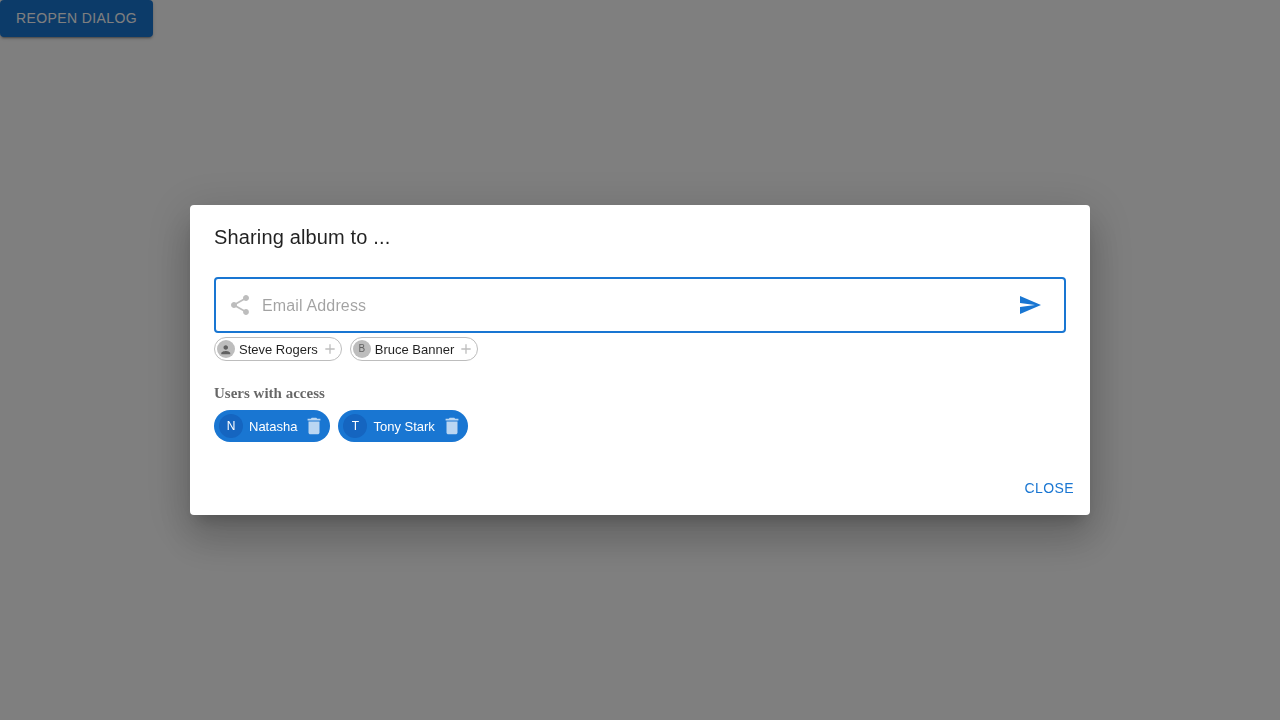 REOPEN DIALOG
Sharing album to ...
Email Address
Steve Rogers B Bruce Banner
Users with access
N Natasha T Tony Stark
CLOSE